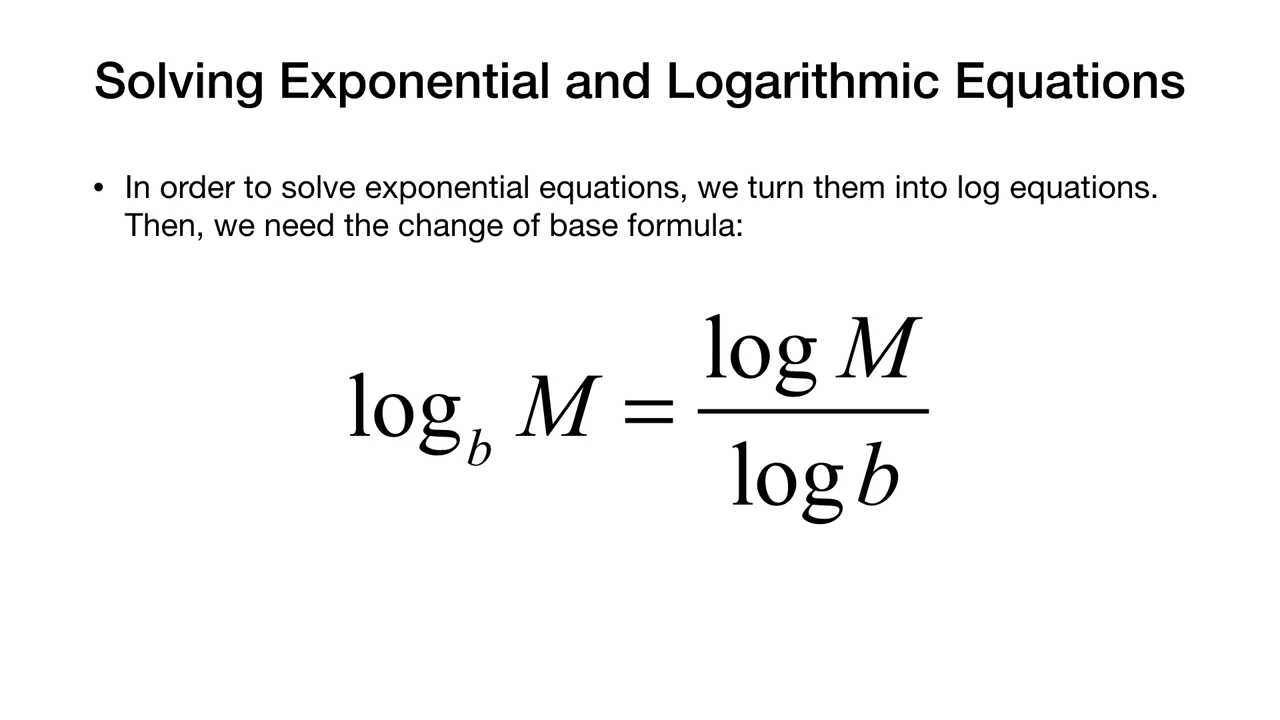 Solving Exponential and Logarithmic Equations
• In order to solve exponential equations, we turn them into log equations.
Then, we need the change of base formula:
log_b M = \frac{log M}{log b}